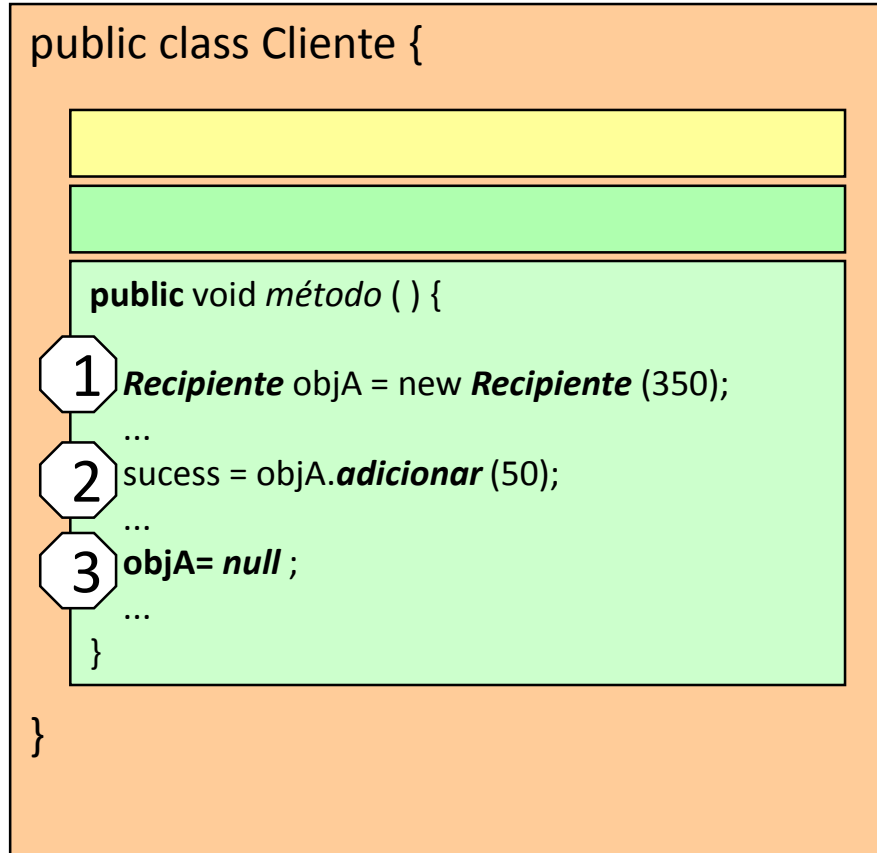 public class Cliente {
public void método ( ) {
1 Recipiente objA = new Recipiente (350);
...
2 sucess = objA.adicionar (50);
...
3 objA= null ;
...
}
}